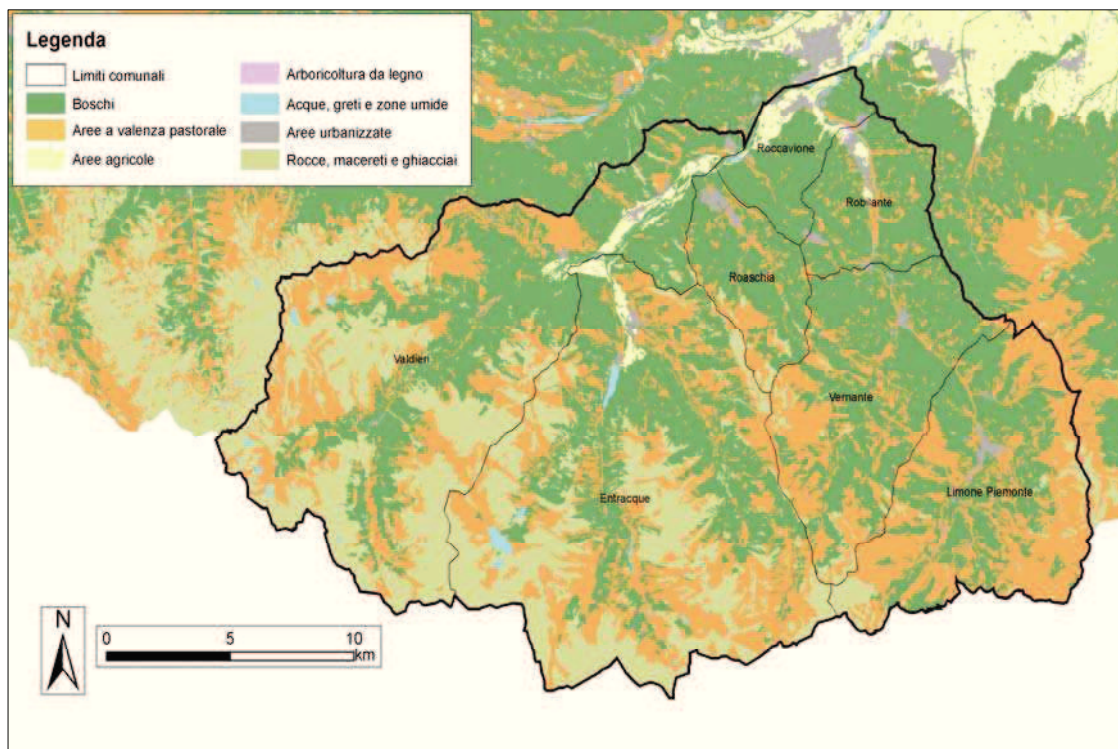 Legenda
Limiti comunali
Boschi
Aree a valenza pastorale
Aree agricole
Arboricoltura da legno
Acque, greti e zone umide
Aree urbanizzate
Rocce, macereti e ghiacciai
Roccavione
Robilante
Roaschia
Valdieri
Vernante
Entracque
Limone Piemonte
N
0 5 10
km